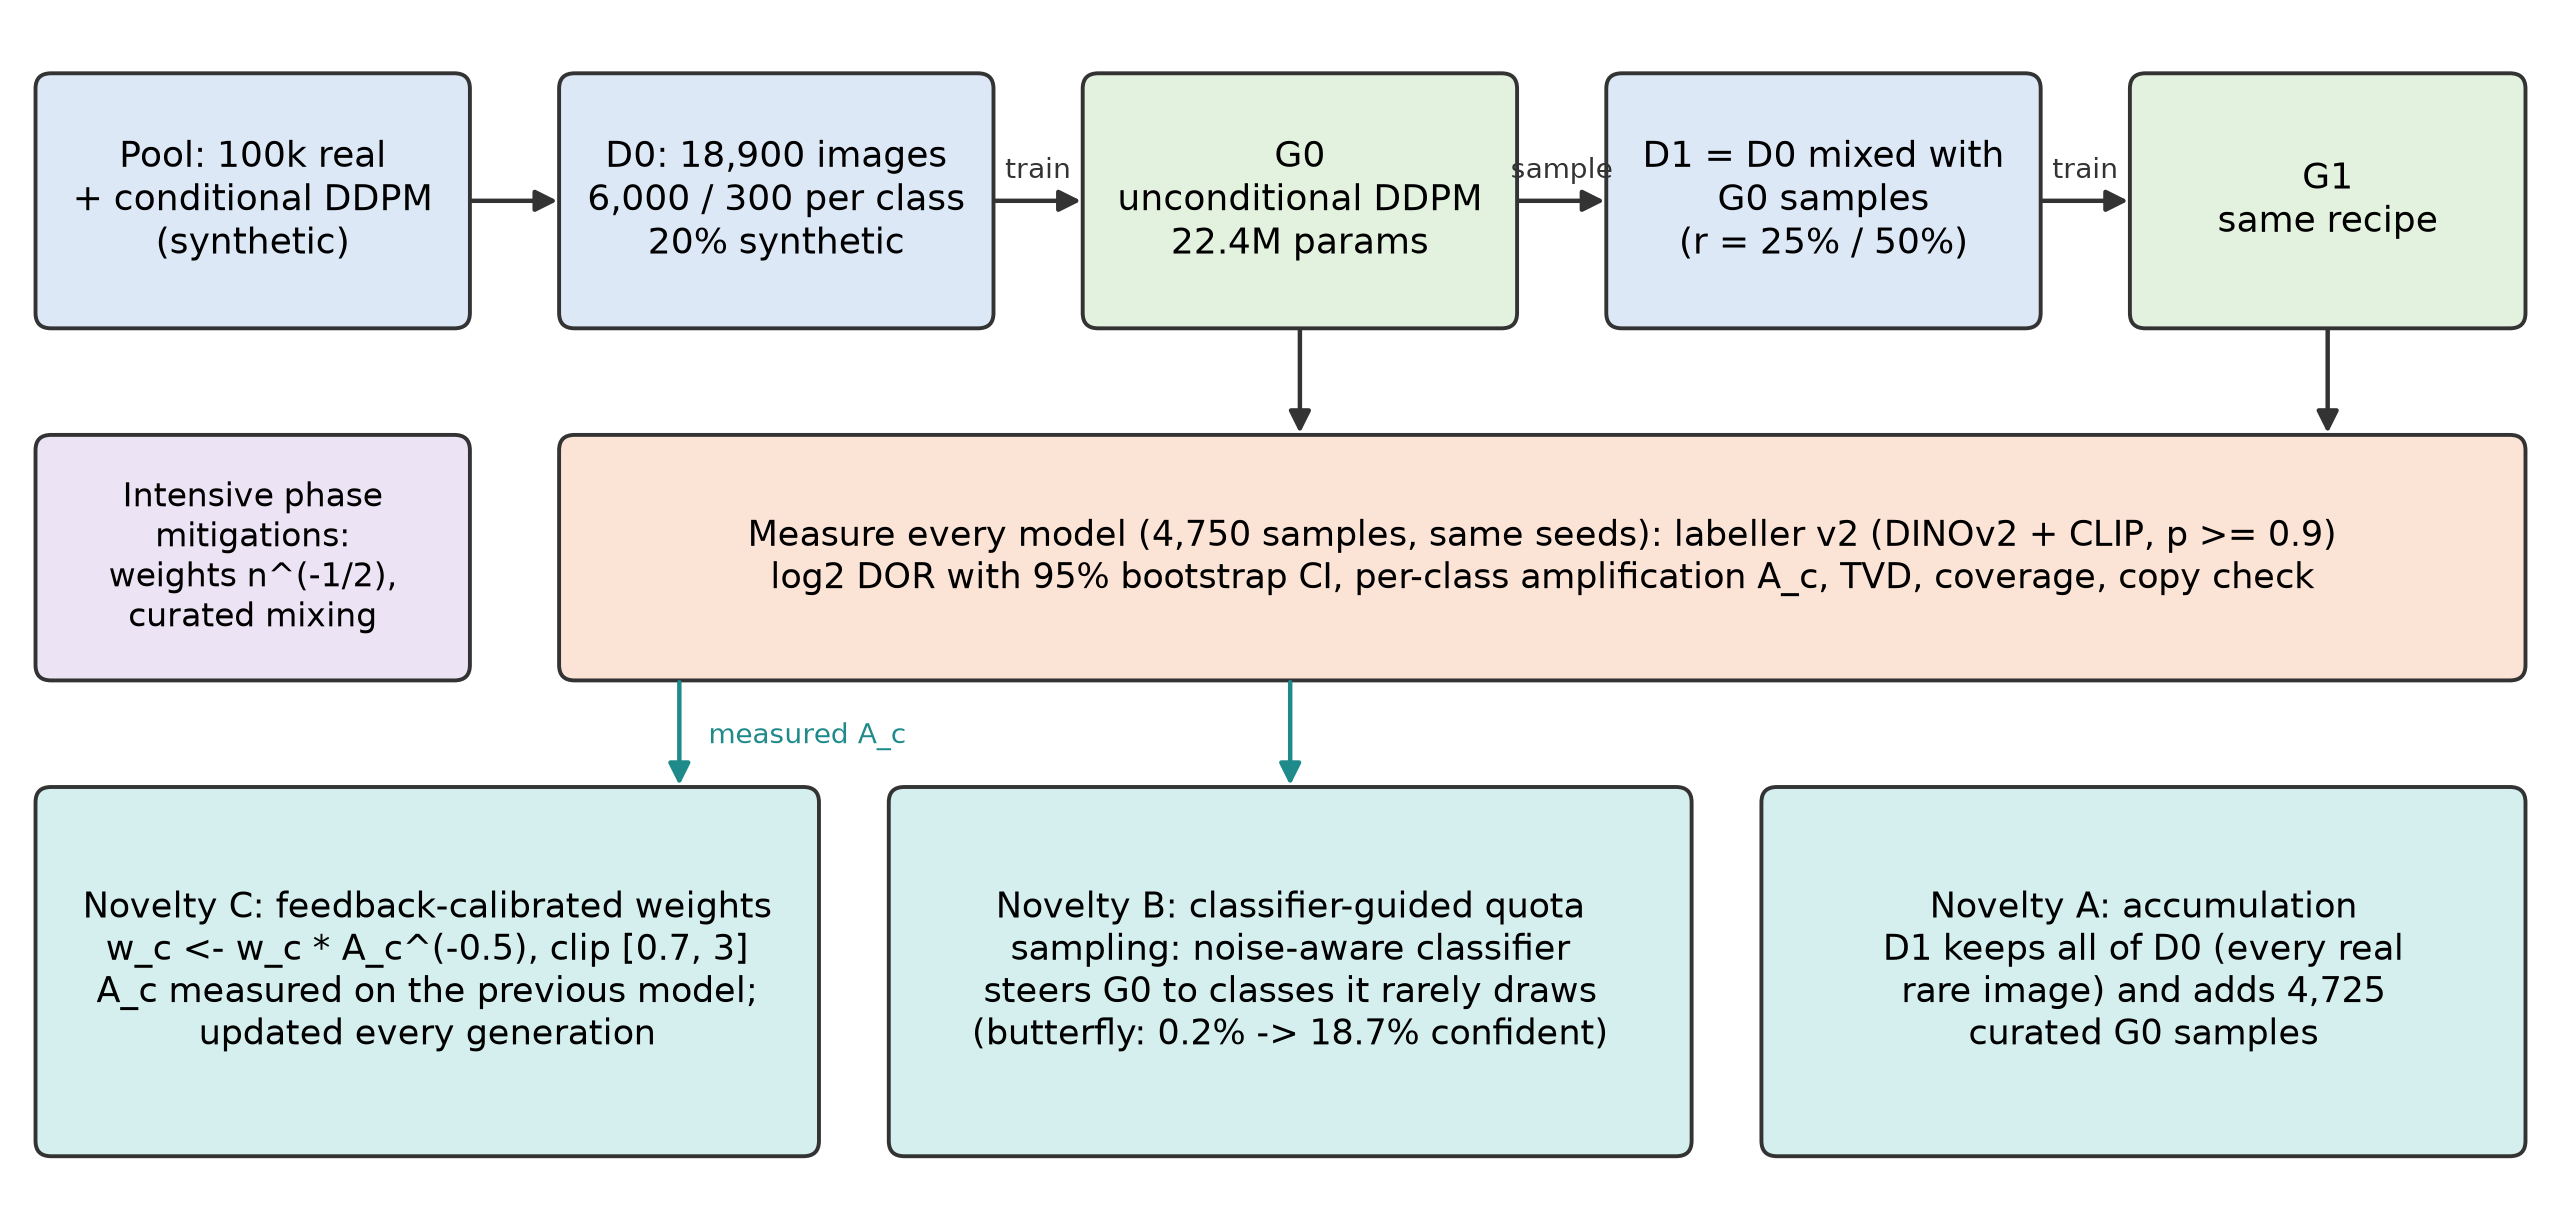 Pool: 100k real
+ conditional DDPM
(synthetic)
D0: 18,900 images
6,000 / 300 per class
20% synthetic
train
G0
unconditional DDPM
22.4M params
sample
D1 = D0 mixed with
G0 samples
(r = 25% / 50%)
train
G1
same recipe
Intensive phase
mitigations:
weights n^(-1/2),
curated mixing
Measure every model (4,750 samples, same seeds): labeller v2 (DINOv2 + CLIP, p >= 0.9)
log2 DOR with 95% bootstrap CI, per-class amplification A_c, TVD, coverage, copy check
measured A_c
Novelty C: feedback-calibrated weights
w_c <- w_c * A_c^(-0.5), clip [0.7, 3]
A_c measured on the previous model;
updated every generation
Novelty B: classifier-guided quota
sampling: noise-aware classifier
steers G0 to classes it rarely draws
(butterfly: 0.2% -> 18.7% confident)
Novelty A: accumulation
D1 keeps all of D0 (every real
rare image) and adds 4,725
curated G0 samples